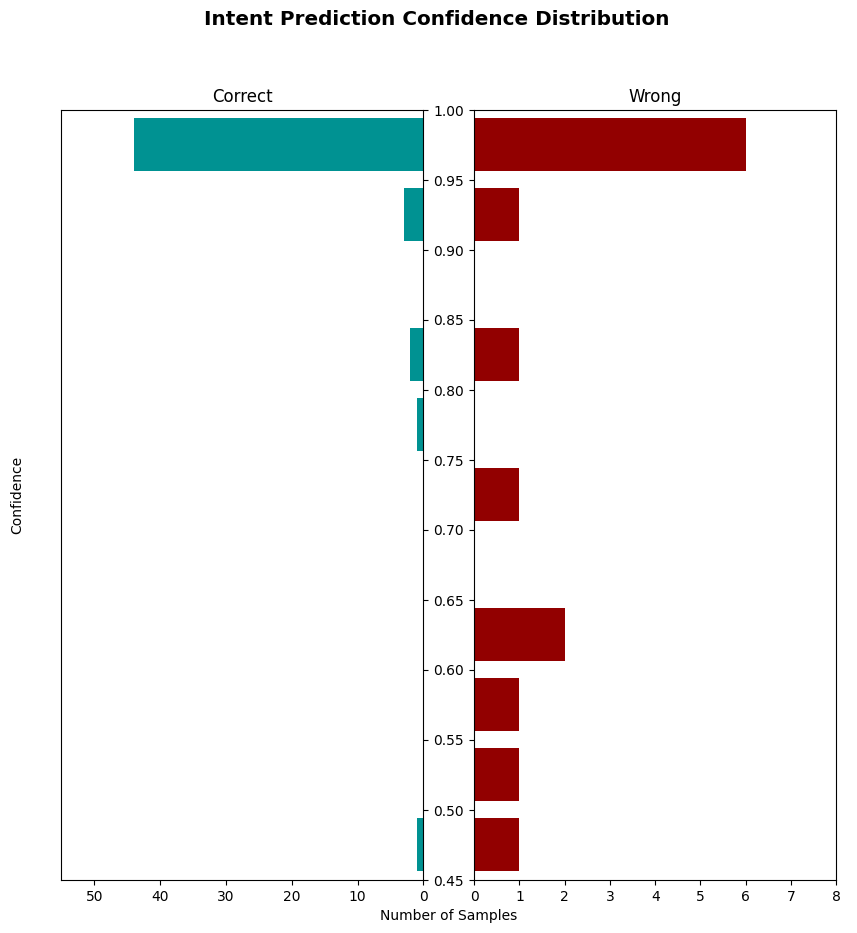 Intent Prediction Confidence Distribution
Correct
Wrong
1.00
0.95
0.90
0.85
0.80
0.75
0.70
0.65
0.60
0.55
0.50
0.45
Confidence
50 40 30 20 10 0
0 1 2 3 4 5 6 7 8
Number of Samples